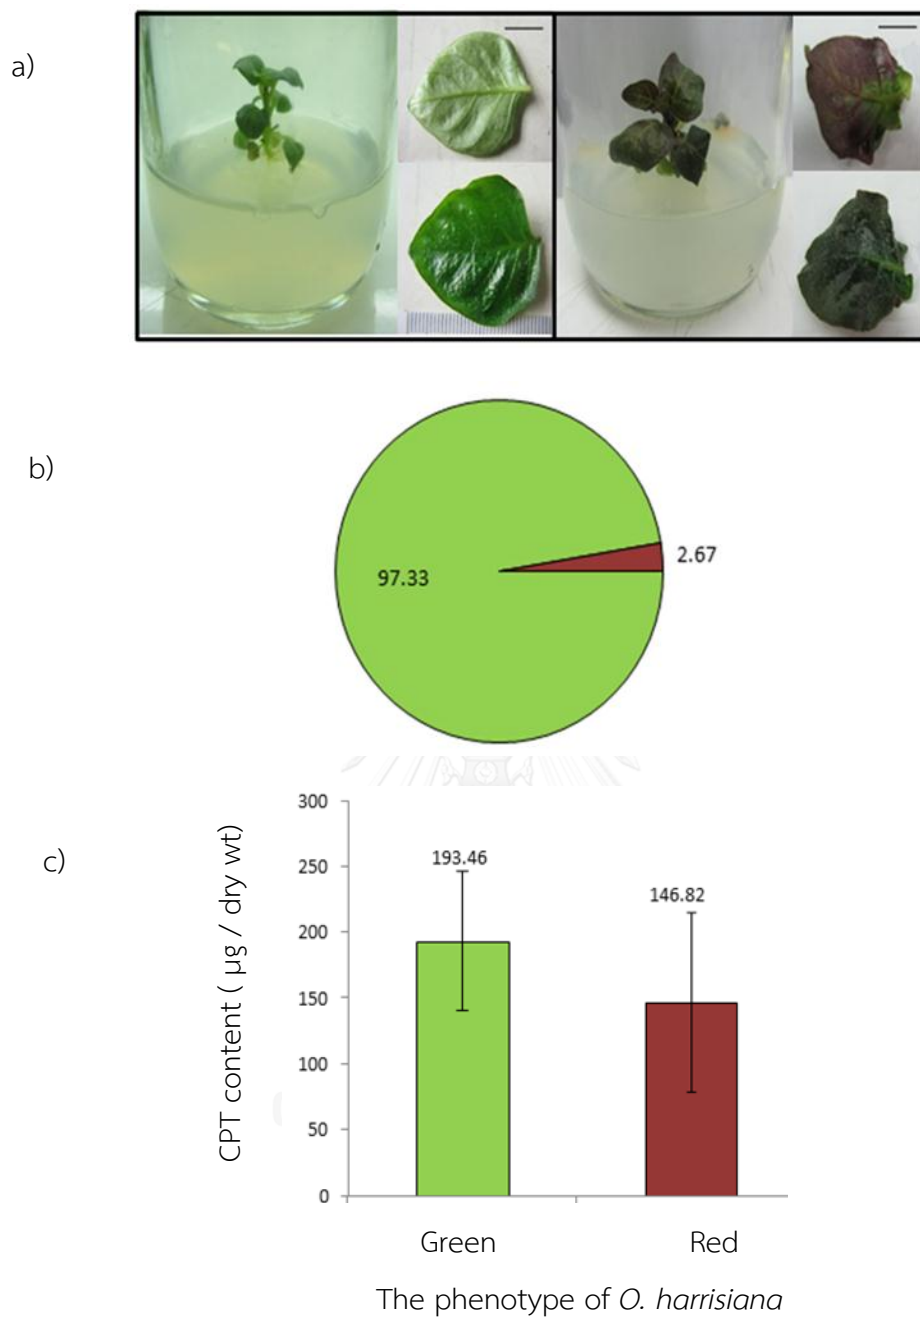 a)
b)
97.33
2.67
c)
CPT content ( µg / dry wt)
300
250
200
150
100
50
0
193.46
146.82
Green
Red
The phenotype of O. harrisiana